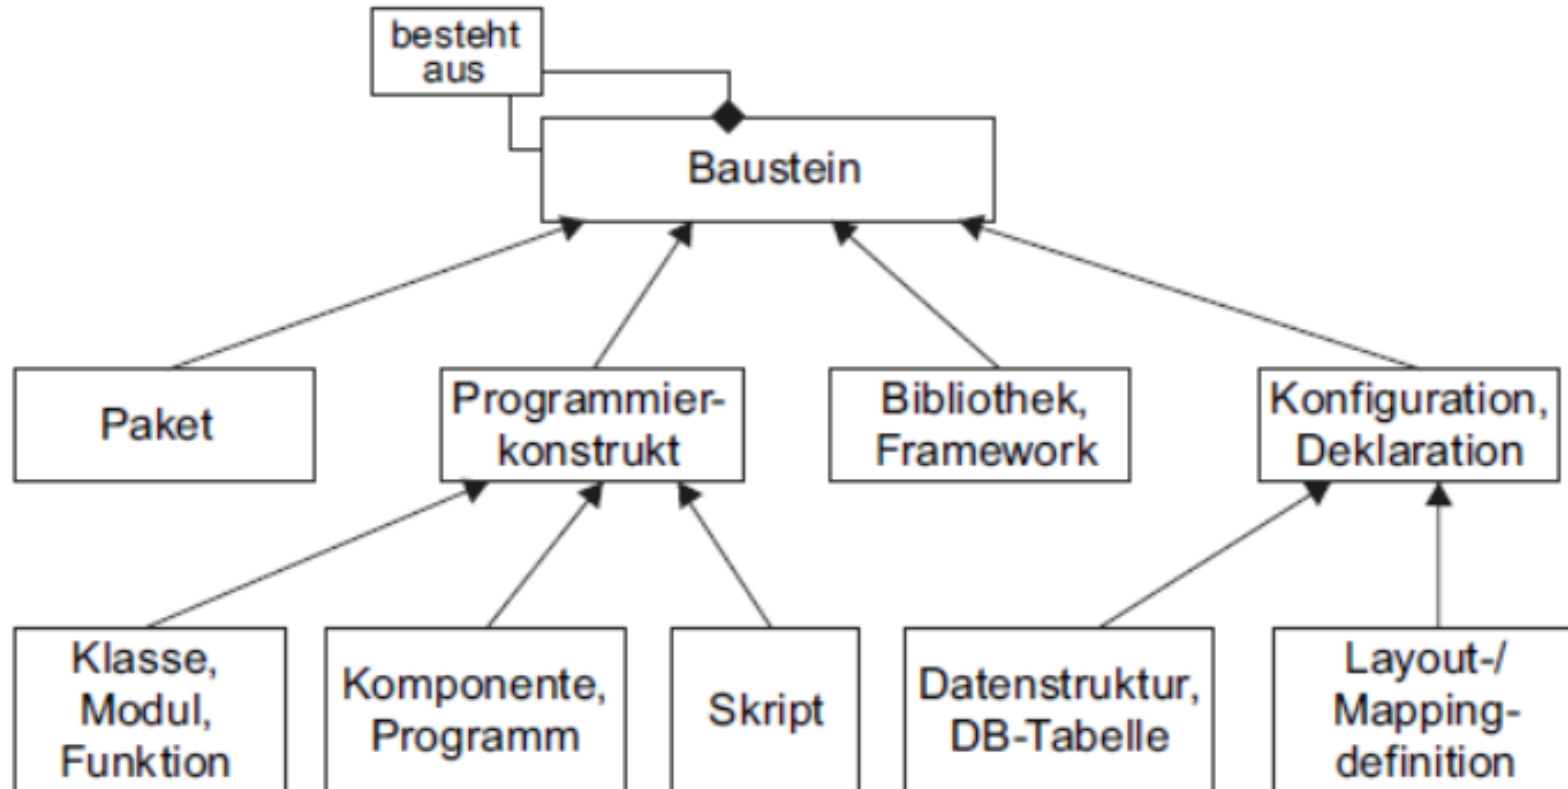 besteht
aus
Baustein
Paket
Programmier-
konstrukt
Bibliothek,
Framework
Konfiguration,
Deklaration
Klasse,
Modul,
Funktion
Komponente,
Programm
Skript
Datenstruktur,
DB-Tabelle
Layout-/
Mapping-
definition